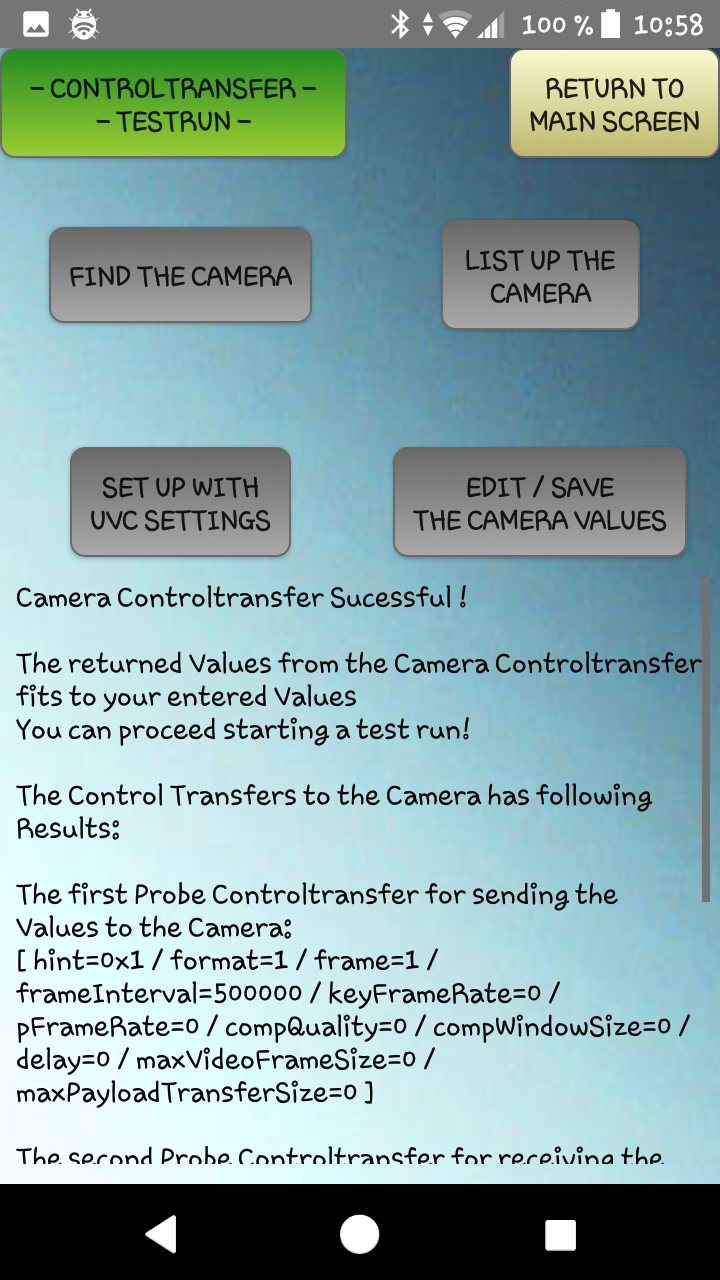 100 % 10:58
- CONTROLTRANSFER -
- TESTRUN -
RETURN TO
MAIN SCREEN
FIND THE CAMERA
LIST UP THE
CAMERA
SET UP WITH
UVC SETTINGS
EDIT / SAVE
THE CAMERA VALUES
Camera Controltransfer Sucessful !
The returned Values from the Camera Controltransfer
fits to your entered Values
You can proceed starting a test run!
The Control Transfers to the Camera has following
Results:
The first Probe Controltransfer for sending the
Values to the Camera:
[ hint=0x1 / format=1 / frame=1 /
frameInterval=500000 / keyFrameRate=0 /
pFrameRate=0 / compQuality=0 / compWindowSize=0 /
delay=0 / maxVideoFrameSize=0 /
maxPayloadTransferSize=0 ]
The second Probe Controltransfer for receiving the